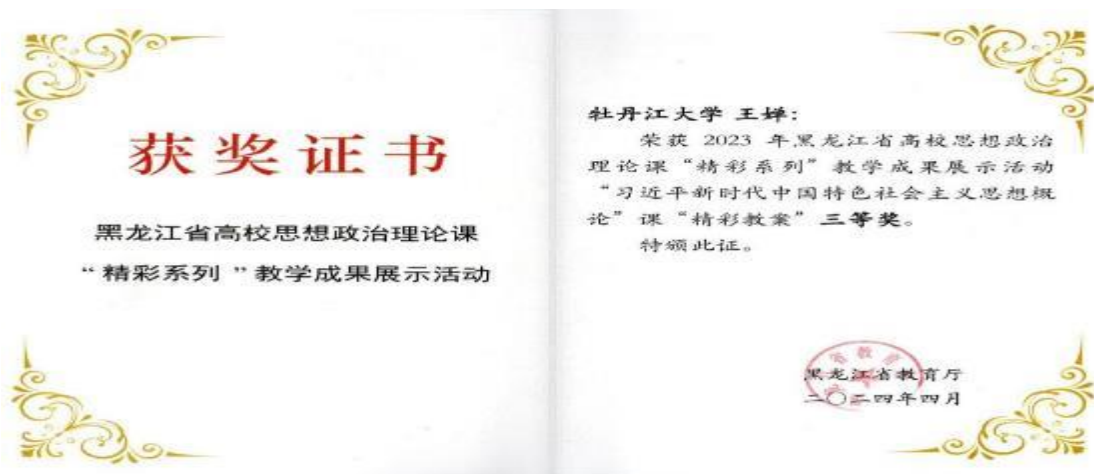 获奖证书
黑龙江省高校思想政治理论课
“精彩系列”教学成果展示活动
牡丹江大学 王婵：
荣获 2023 年黑龙江省高校思想政治
理论课“精彩系列”教学成果展示活动
“习近平新时代中国特色社会主义思想概
论”课“精彩教案”三等奖。
特颁此证。
黑龙江省教育厅
二〇二四年四月